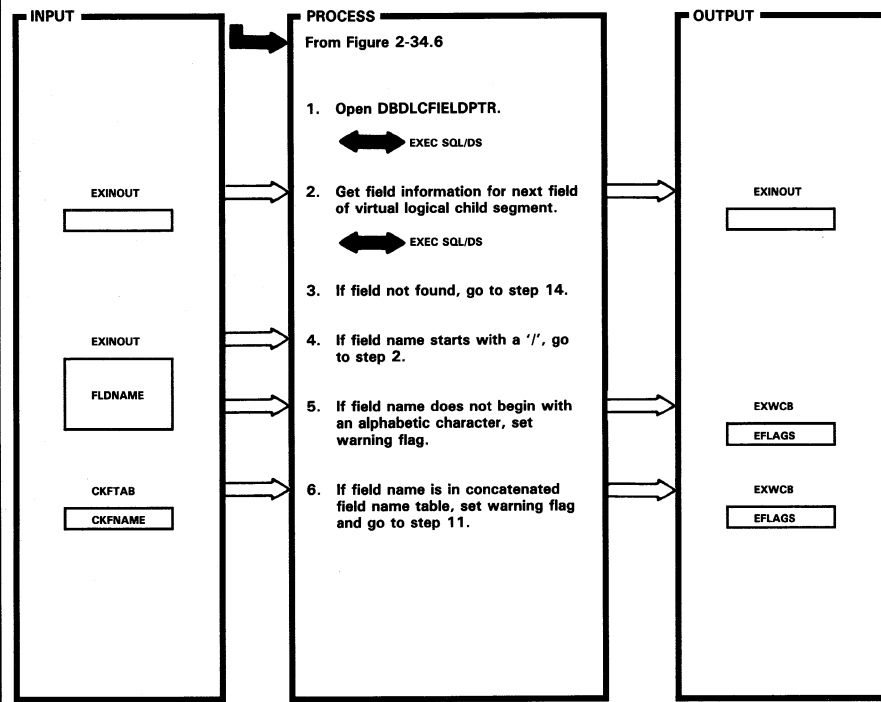 INPUT
PROCESS
OUTPUT
From Figure 2-34.6
1. Open DBDLCFIELDPTR.
EXEC SQL/DS
EXINOUT
2. Get field information for next field
of virtual logical child segment.
EXINOUT
EXEC SQL/DS
3. If field not found, go to step 14.
EXINOUT
4. If field name starts with a '/', go
to step 2.
FLDNAME
5. If field name does not begin with
an alphabetic character, set
warning flag.
EXWCB
EFLAGS
CKFTAB
CKFNAME
6. If field name is in concatenated
field name table, set warning flag
and go to step 11.
EXWCB
EFLAGS